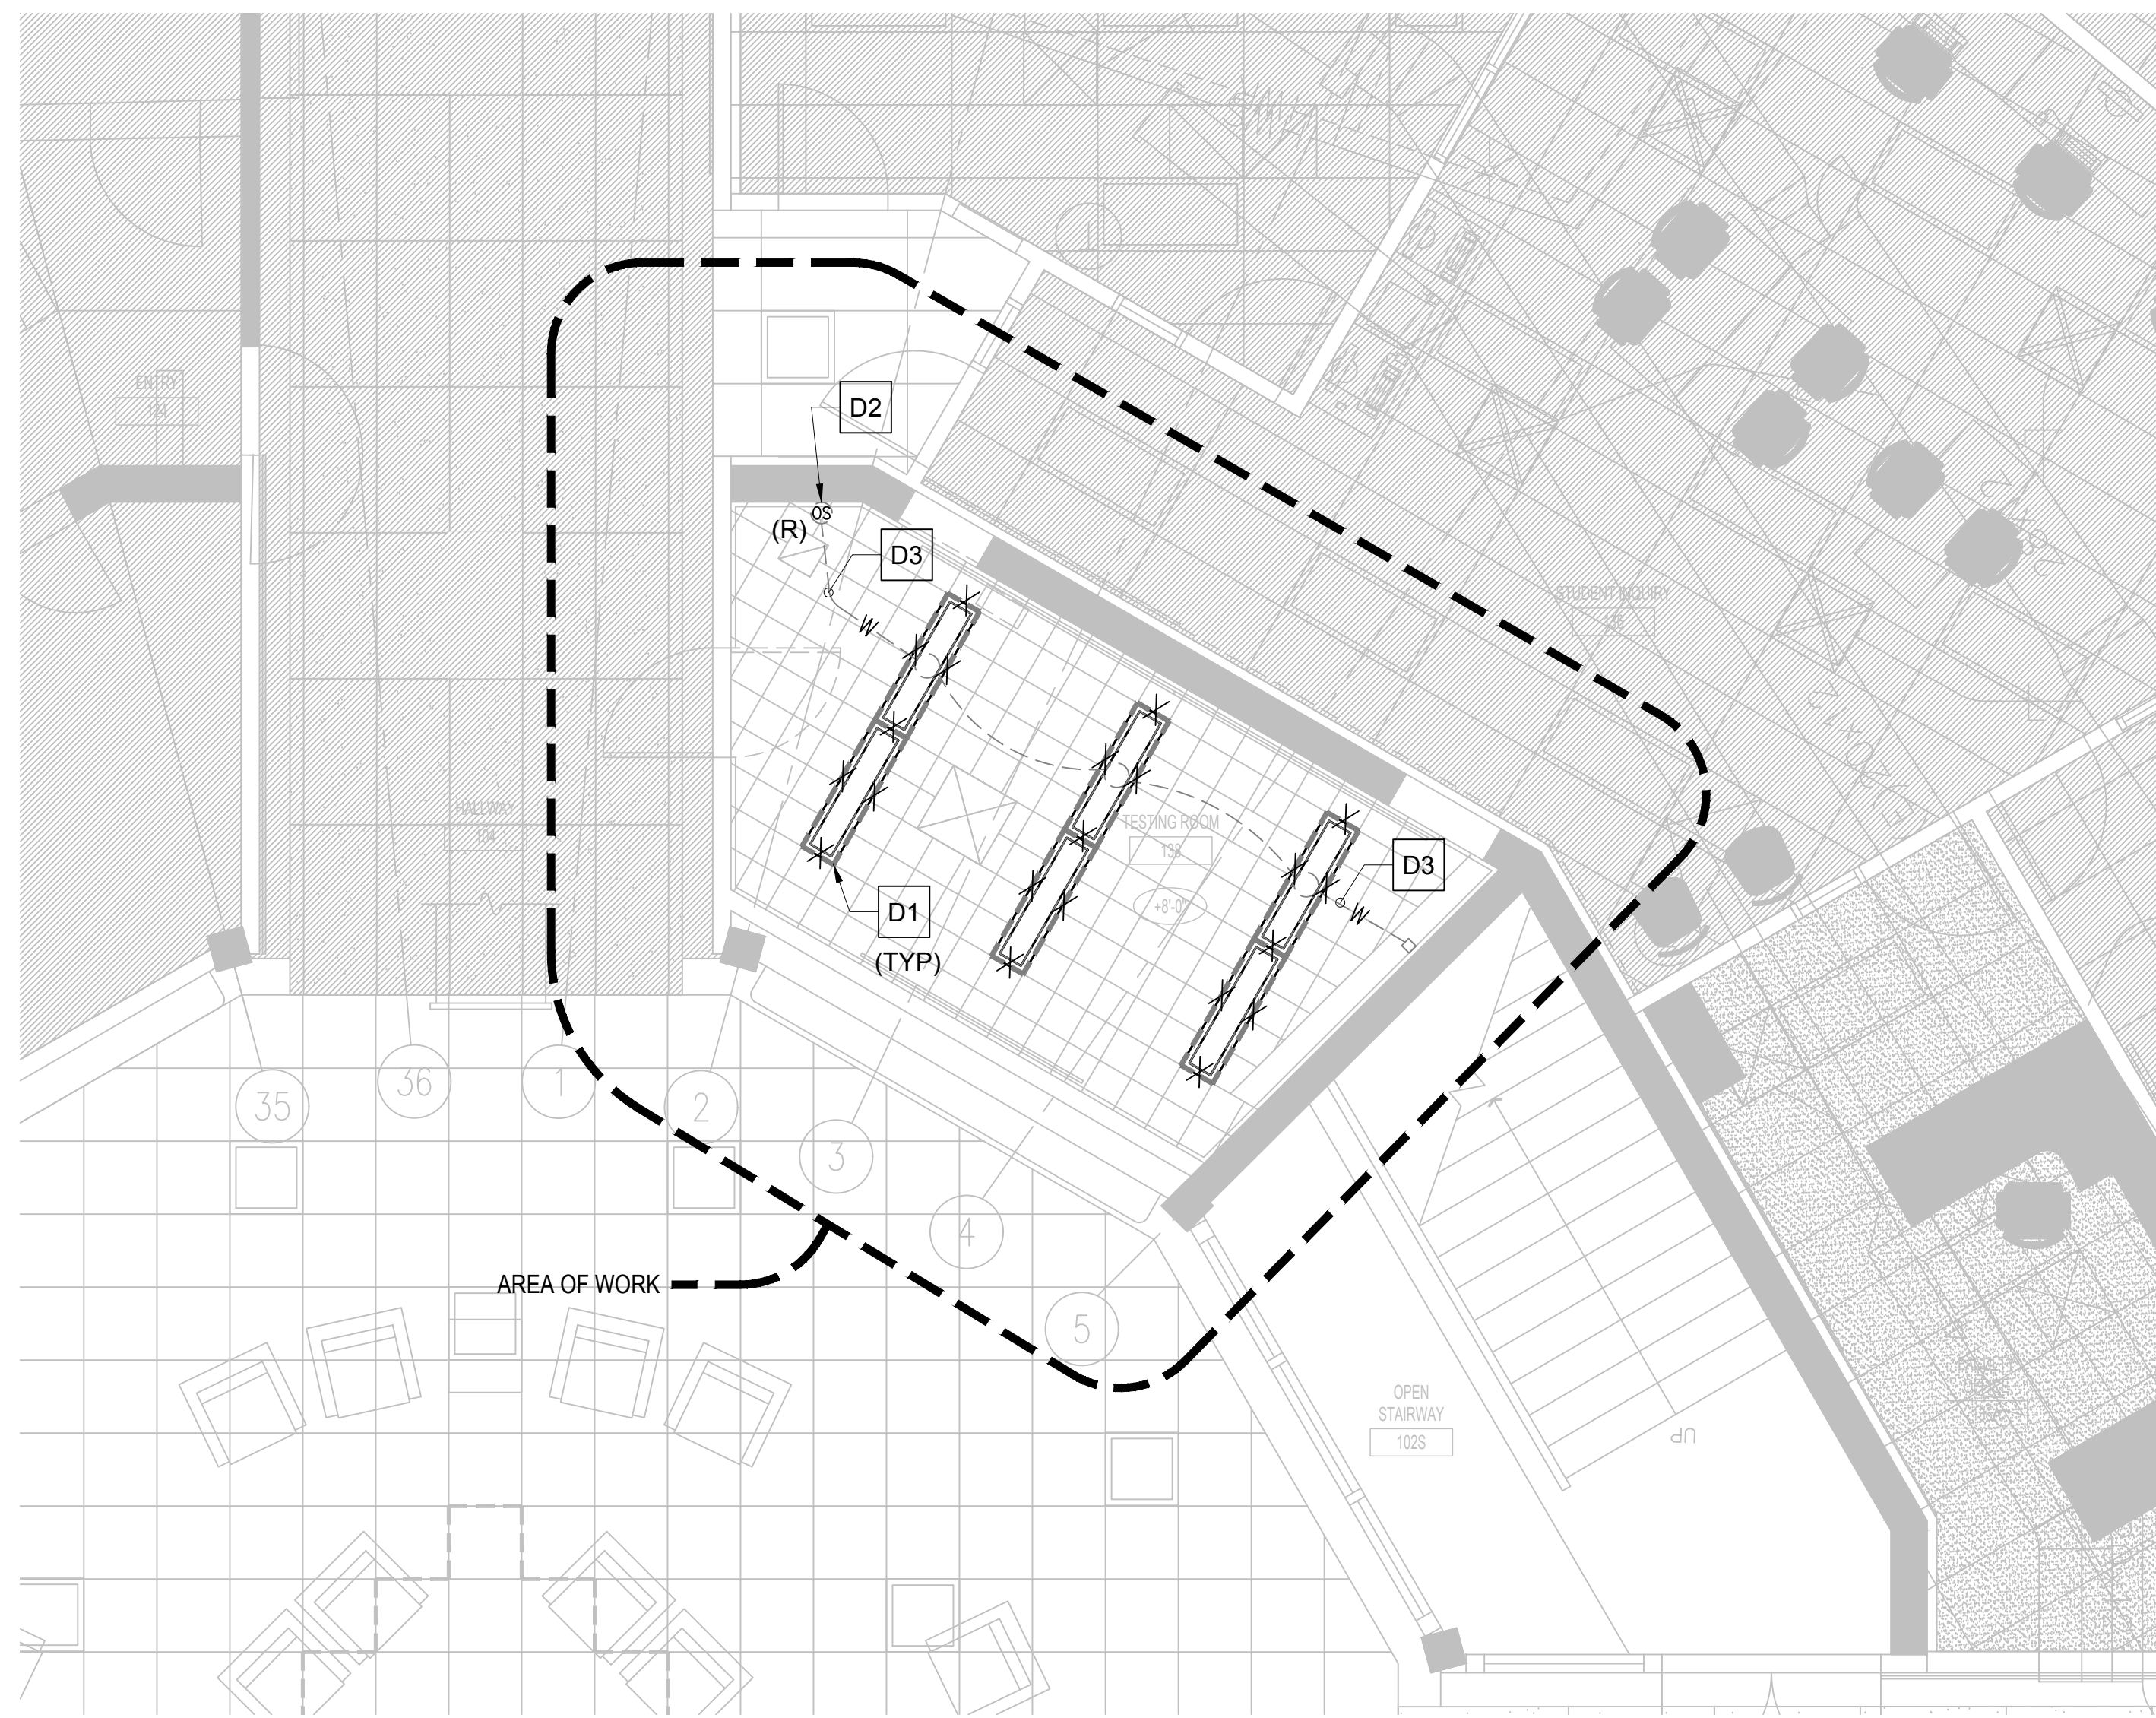 ENTRY
124
D2
OS
(R)
D3
W
STUDENT INQUIRY
136
HALLWAY
104
TESTING ROOM
138
+8'-0"
D3
W
D1
(TYP)
35
36
1
2
3
4
5
AREA OF WORK
OPEN
STAIRWAY
102S
UP